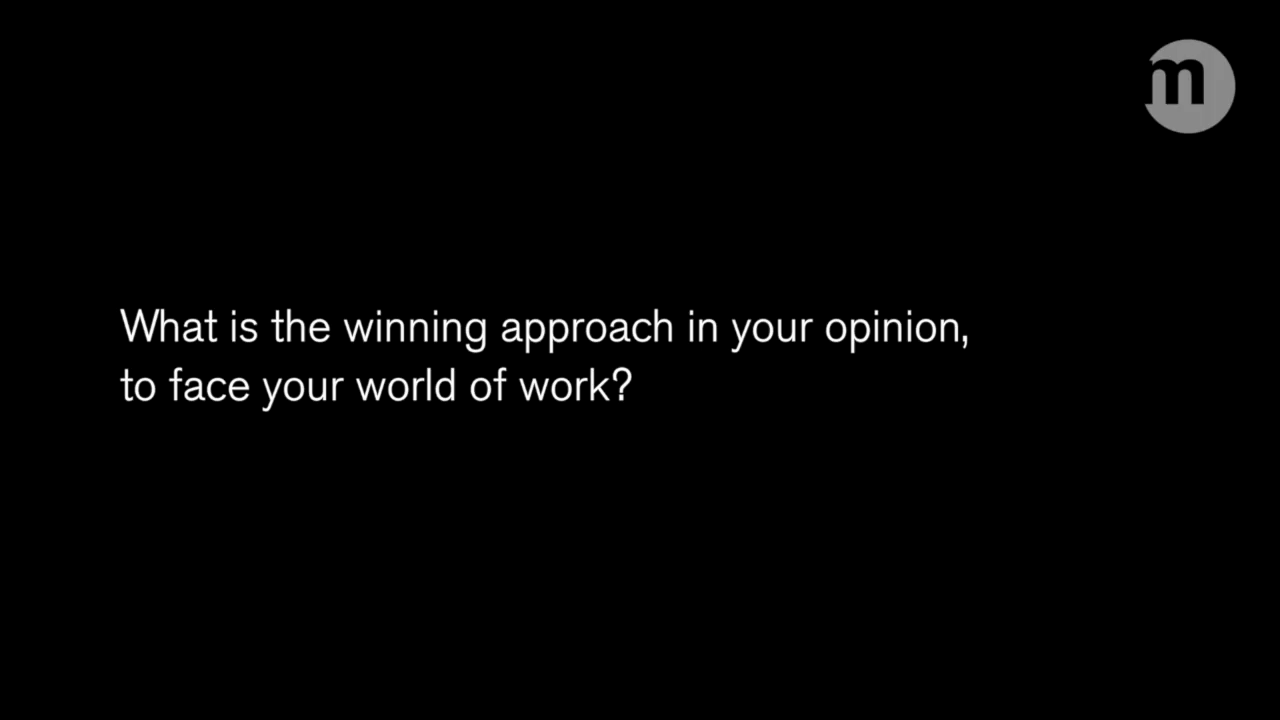 m
What is the winning approach in your opinion,
to face your world of work?